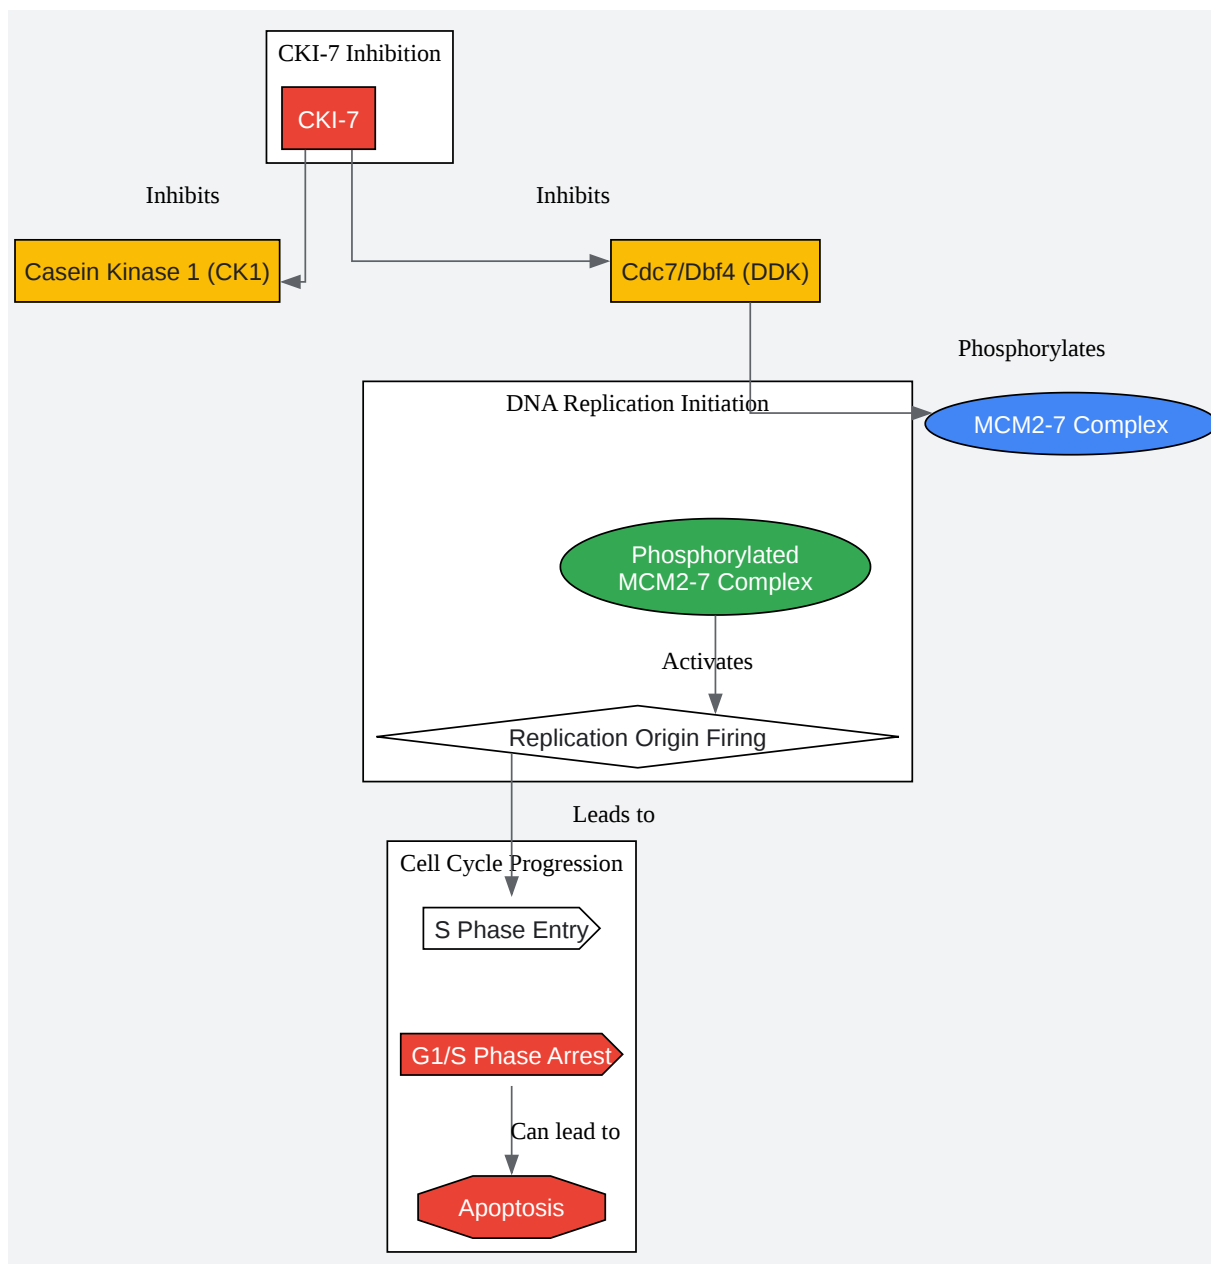 CKI-7 Inhibition
CKI-7
Inhibits
Inhibits
Casein Kinase 1 (CK1)
Cdc7/Dbf4 (DDK)
Phosphorylates
DNA Replication Initiation
MCM2-7 Complex
Phosphorylated
MCM2-7 Complex
Activates
Replication Origin Firing
Leads to
Cell Cycle Progression
S Phase Entry
G1/S Phase Arrest
Can lead to
Apoptosis